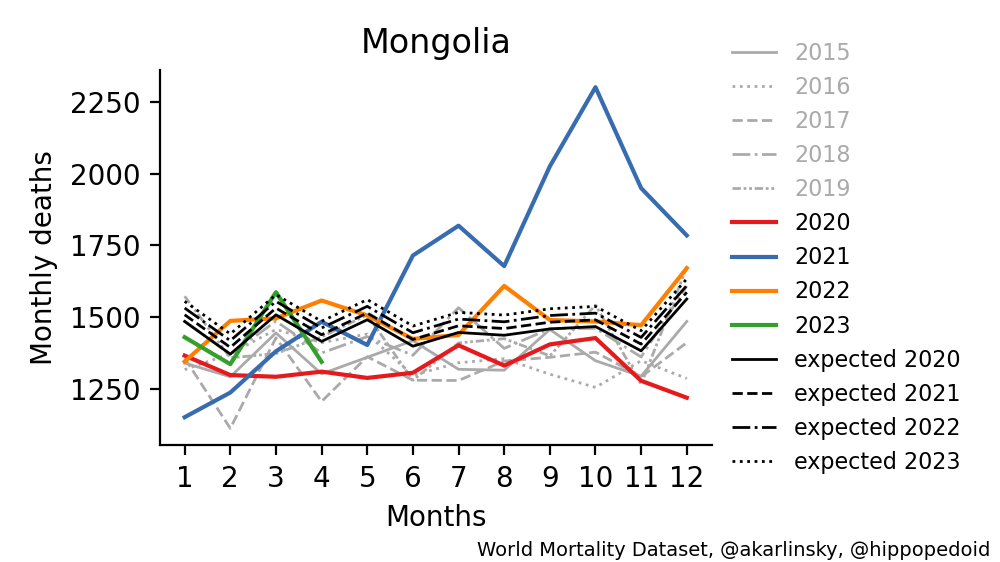 Mongolia
Monthly deaths
2250
2000
1750
1500
1250
1 2 3 4 5 6 7 8 9 10 11 12
Months
2015
2016
2017
2018
2019
2020
2021
2022
2023
expected 2020
expected 2021
expected 2022
expected 2023
World Mortality Dataset, @akarlinsky, @hippopedoid